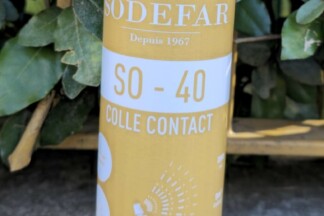 SODEFAR
Depuis 1967
SO - 40
COLLE CONTACT